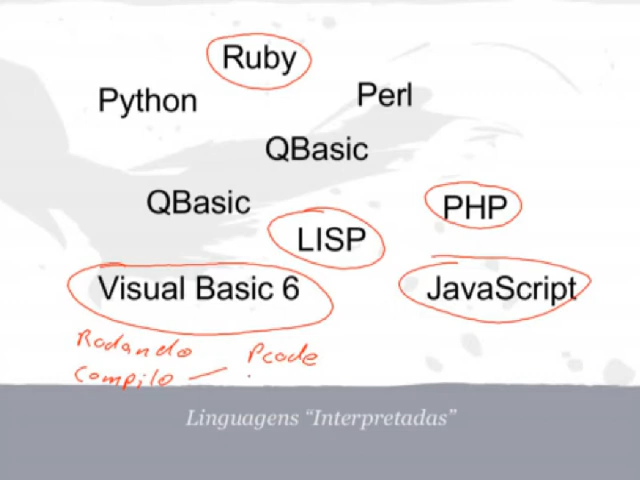 Ruby
Python
Perl
QBasic
QBasic
PHP
LISP
Visual Basic 6
JavaScript
Rodando
Pcode
Compilo
Linguagens “Interpretadas”